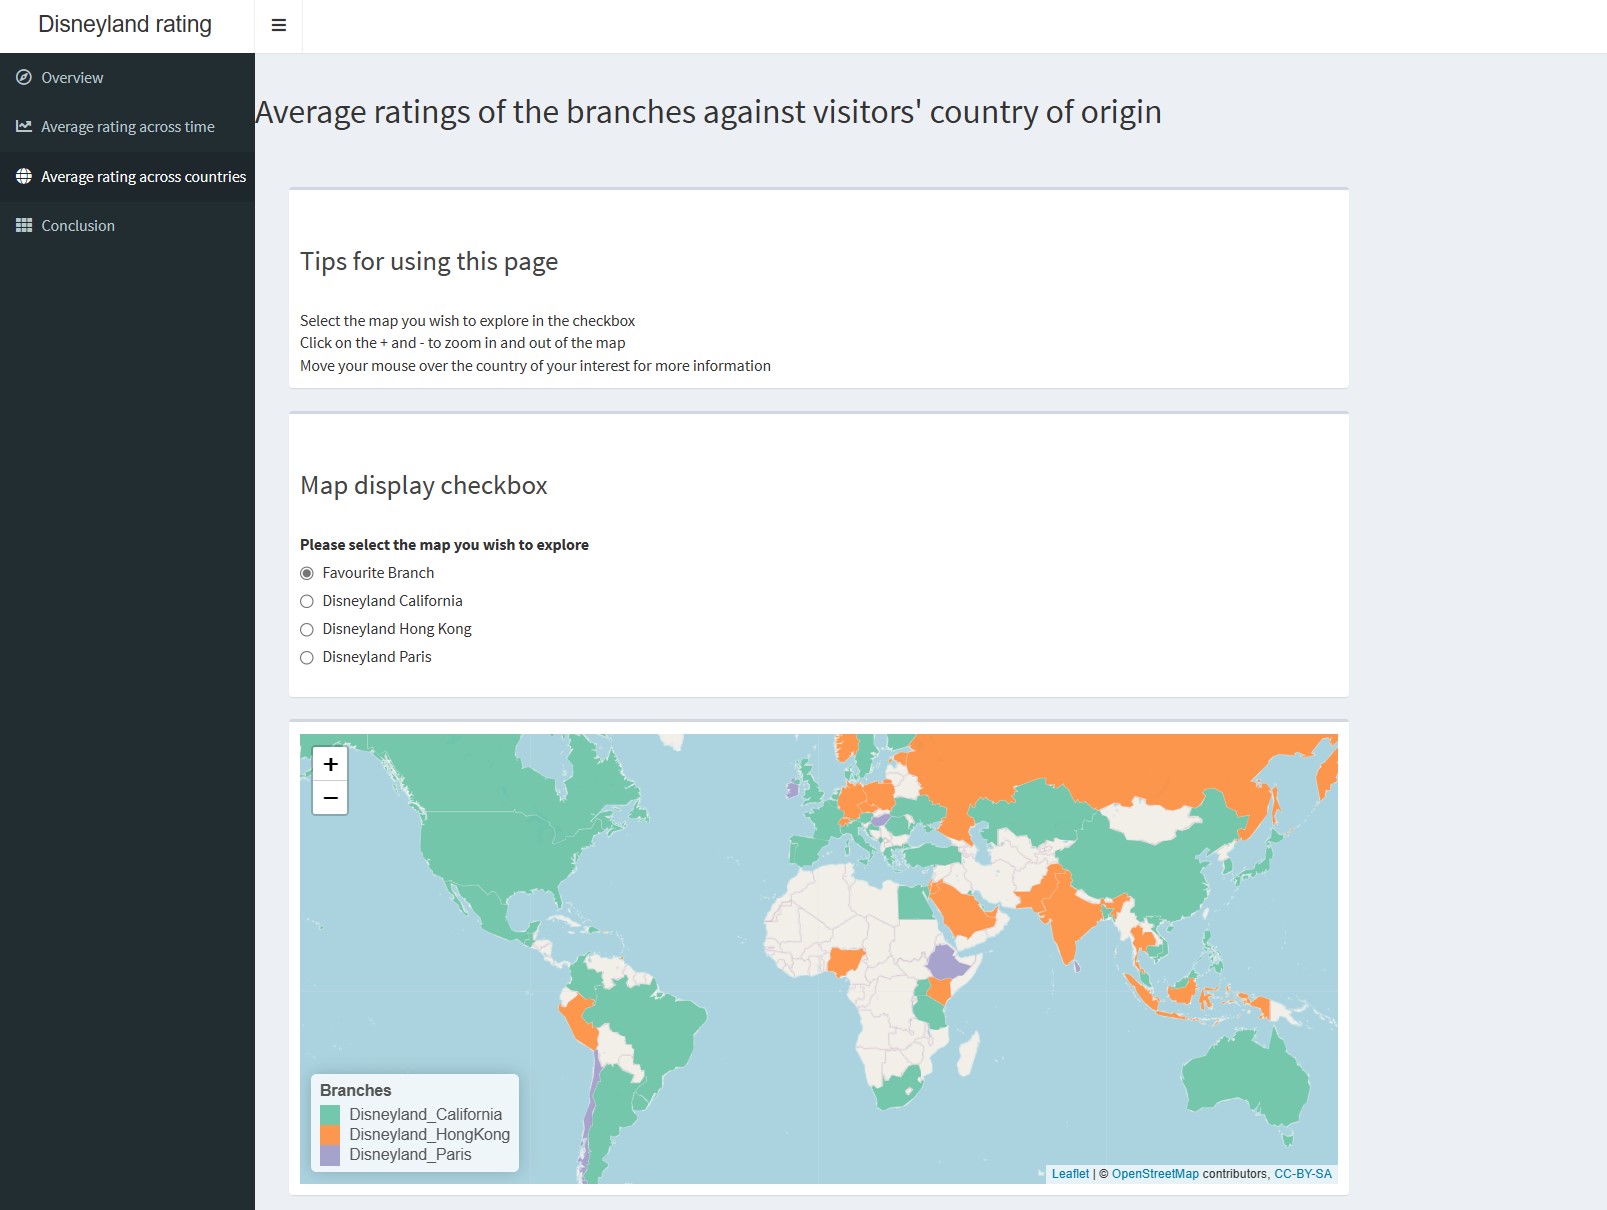 Disneyland rating
Overview
Average rating across time
Average rating across countries
Conclusion
Average ratings of the branches against visitors' country of origin
Tips for using this page
Select the map you wish to explore in the checkbox
Click on the + and - to zoom in and out of the map
Move your mouse over the country of your interest for more information
Map display checkbox
Please select the map you wish to explore
Favourite Branch
Disneyland California
Disneyland Hong Kong
Disneyland Paris
+
−
Branches
Disneyland_California
Disneyland_HongKong
Disneyland_Paris
Leaflet | © OpenStreetMap contributors, CC-BY-SA